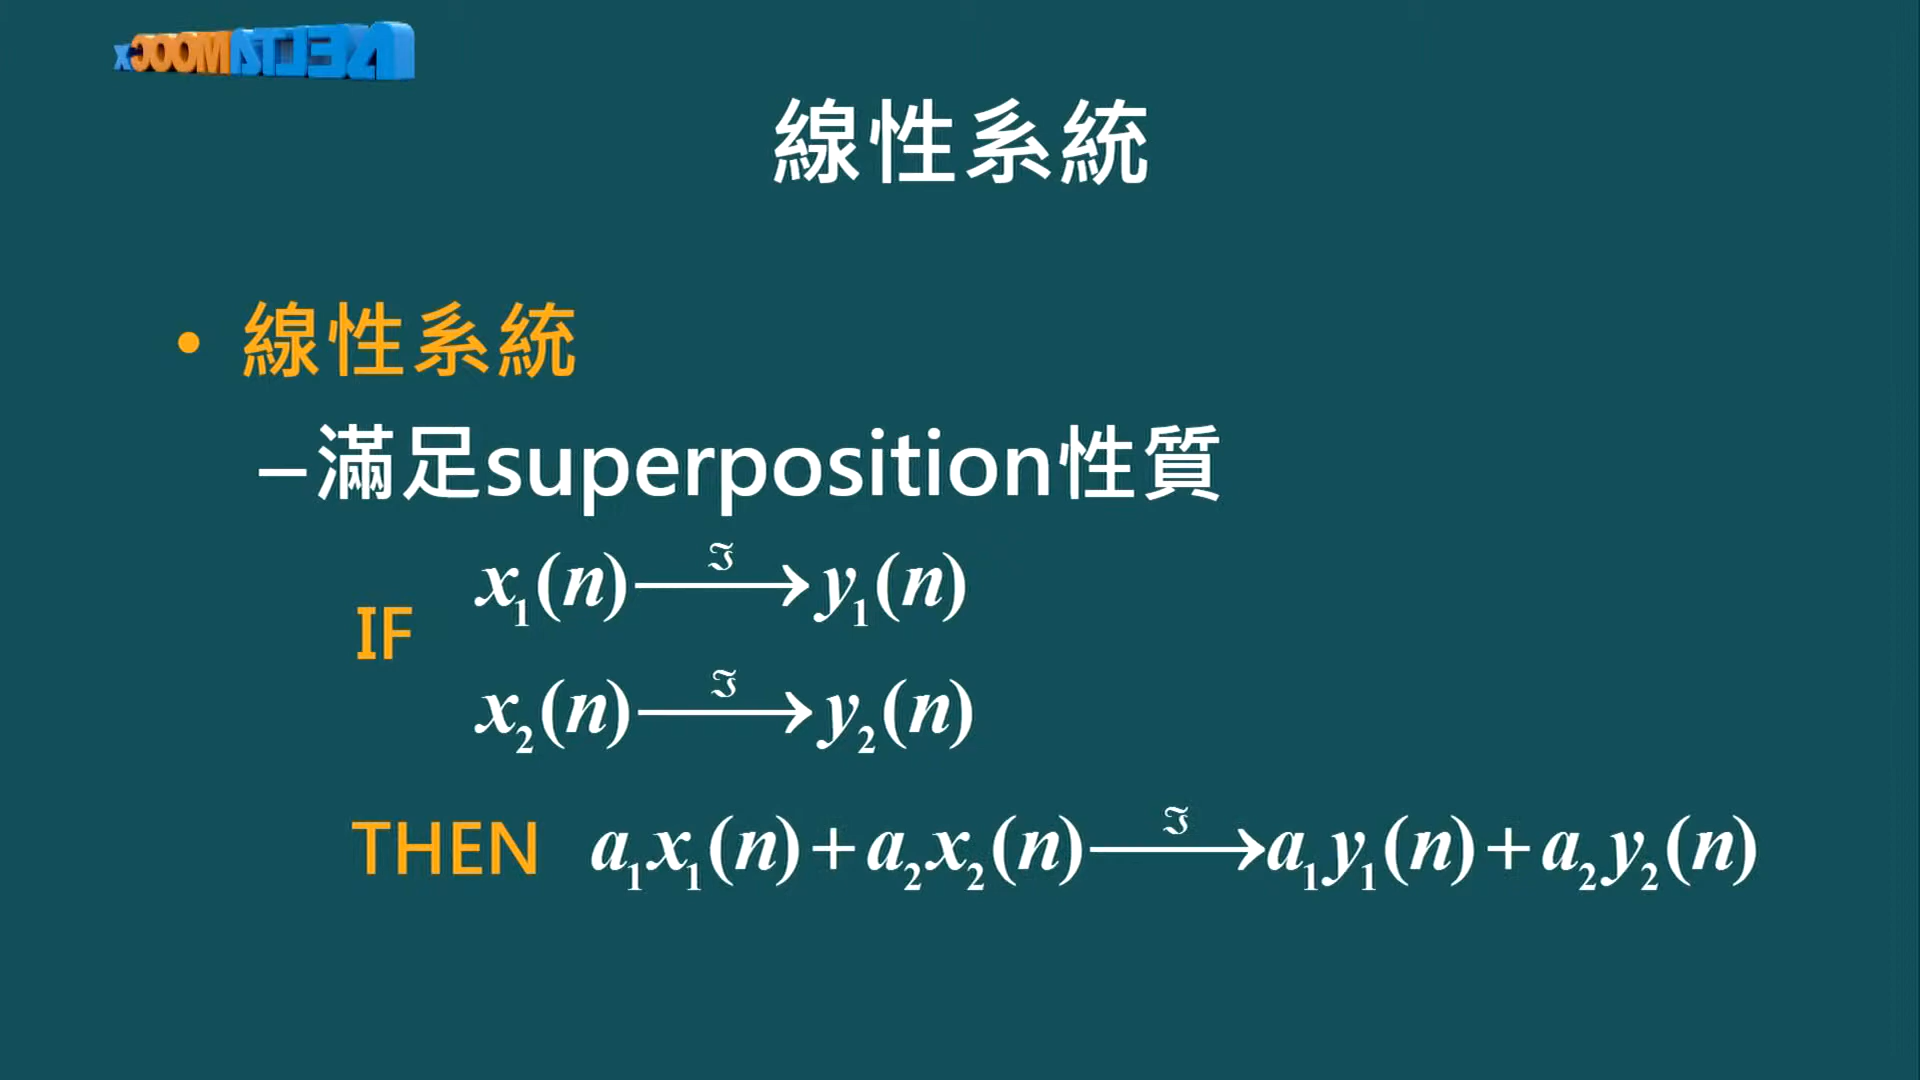 DELTAMOOCx
線性系統
• 線性系統
–滿足superposition性質
x₁(n) —ℑ→ y₁(n)
IF
x₂(n) —ℑ→ y₂(n)
THEN a₁x₁(n)+a₂x₂(n) —ℑ→ a₁y₁(n)+a₂y₂(n)